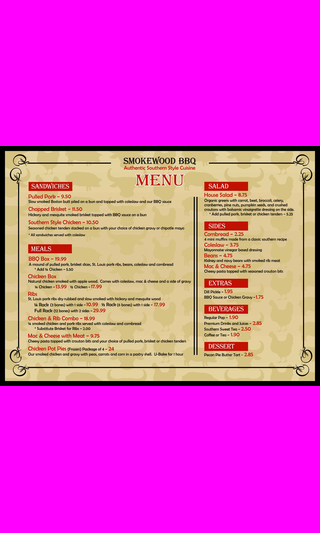 SMOKEWOOD BBQ
Authentic Southern Style Cuisine
MENU
SANDWICHES
Pulled Pork ~ 9.50
Slow smoked Boston butt piled on a bun and topped with coleslaw and our BBQ sauce
Chopped Brisket ~ 11.50
Hickory and mesquite smoked brisket topped with BBQ sauce on a bun
Southern Style Chicken ~ 10.50
Seasoned chicken tenders stacked on a bun with your choice of chicken gravy or chipotle mayo
* All sandwiches served with coleslaw
MEALS
BBQ Box ~ 19.99
A mound of pulled pork, brisket slices, St. Louis pork ribs, beans, coleslaw and cornbread
* Add ¼ Chicken ~ 5.50
Chicken Box
Natural chicken smoked with apple wood. Comes with coleslaw, mac & cheese and a side of gravy
¼ Chicken ~ 13.99 ½ Chicken ~ 17.99
Ribs
St. Louis pork ribs dry rubbed and slow smoked with hickory and mesquite wood
¼ Rack (3 bones) with 1 side ~ 10.99 ½ Rack (6 bones) with 1 side ~ 17.99
Full Rack (12 bones) with 2 sides ~ 29.99
Chicken & Rib Combo ~ 18.99
¼ smoked chicken and pork ribs served with coleslaw and cornbread
* Substitute Brisket for Ribs ~ 2.00
Mac & Cheese with Meat ~ 9.75
Cheesy pasta topped with crouton bits and your choice of pulled pork, brisket or chicken tenders
Chicken Pot Pies (Frozen) Package of 4 ~ 24
Our smoked chicken and gravy with peas, carrots and corn in a pastry shell. U-Bake for 1 hour
SALAD
House Salad ~ 8.75
Organic greens with carrot, beet, broccoli, celery,
cranberries, pine nuts, pumpkin seeds, and crushed
croutons with balsamic vinaigrette dressing on the side.
* Add pulled pork, brisket or chicken tenders ~ 5.25
SIDES
Cornbread ~ 2.25
4 mini muffins made from a classic southern recipe
Coleslaw ~ 3.75
Mayonnaise vinegar based dressing
Beans ~ 4.75
Kidney and navy beans with smoked rib meat
Mac & Cheese ~ 4.75
Cheesy pasta topped with seasoned crouton bits
EXTRAS
Dill Pickle ~ 1.95
BBQ Sauce or Chicken Gravy ~ 1.75
BEVERAGES
Regular Pop ~ 1.90
Premium Drinks and Juices ~ 2.85
Southern Sweet Tea ~ 2.50
Coffee or Tea ~ 1.90
DESSERT
Pecan Pie Butter Tart ~ 2.85